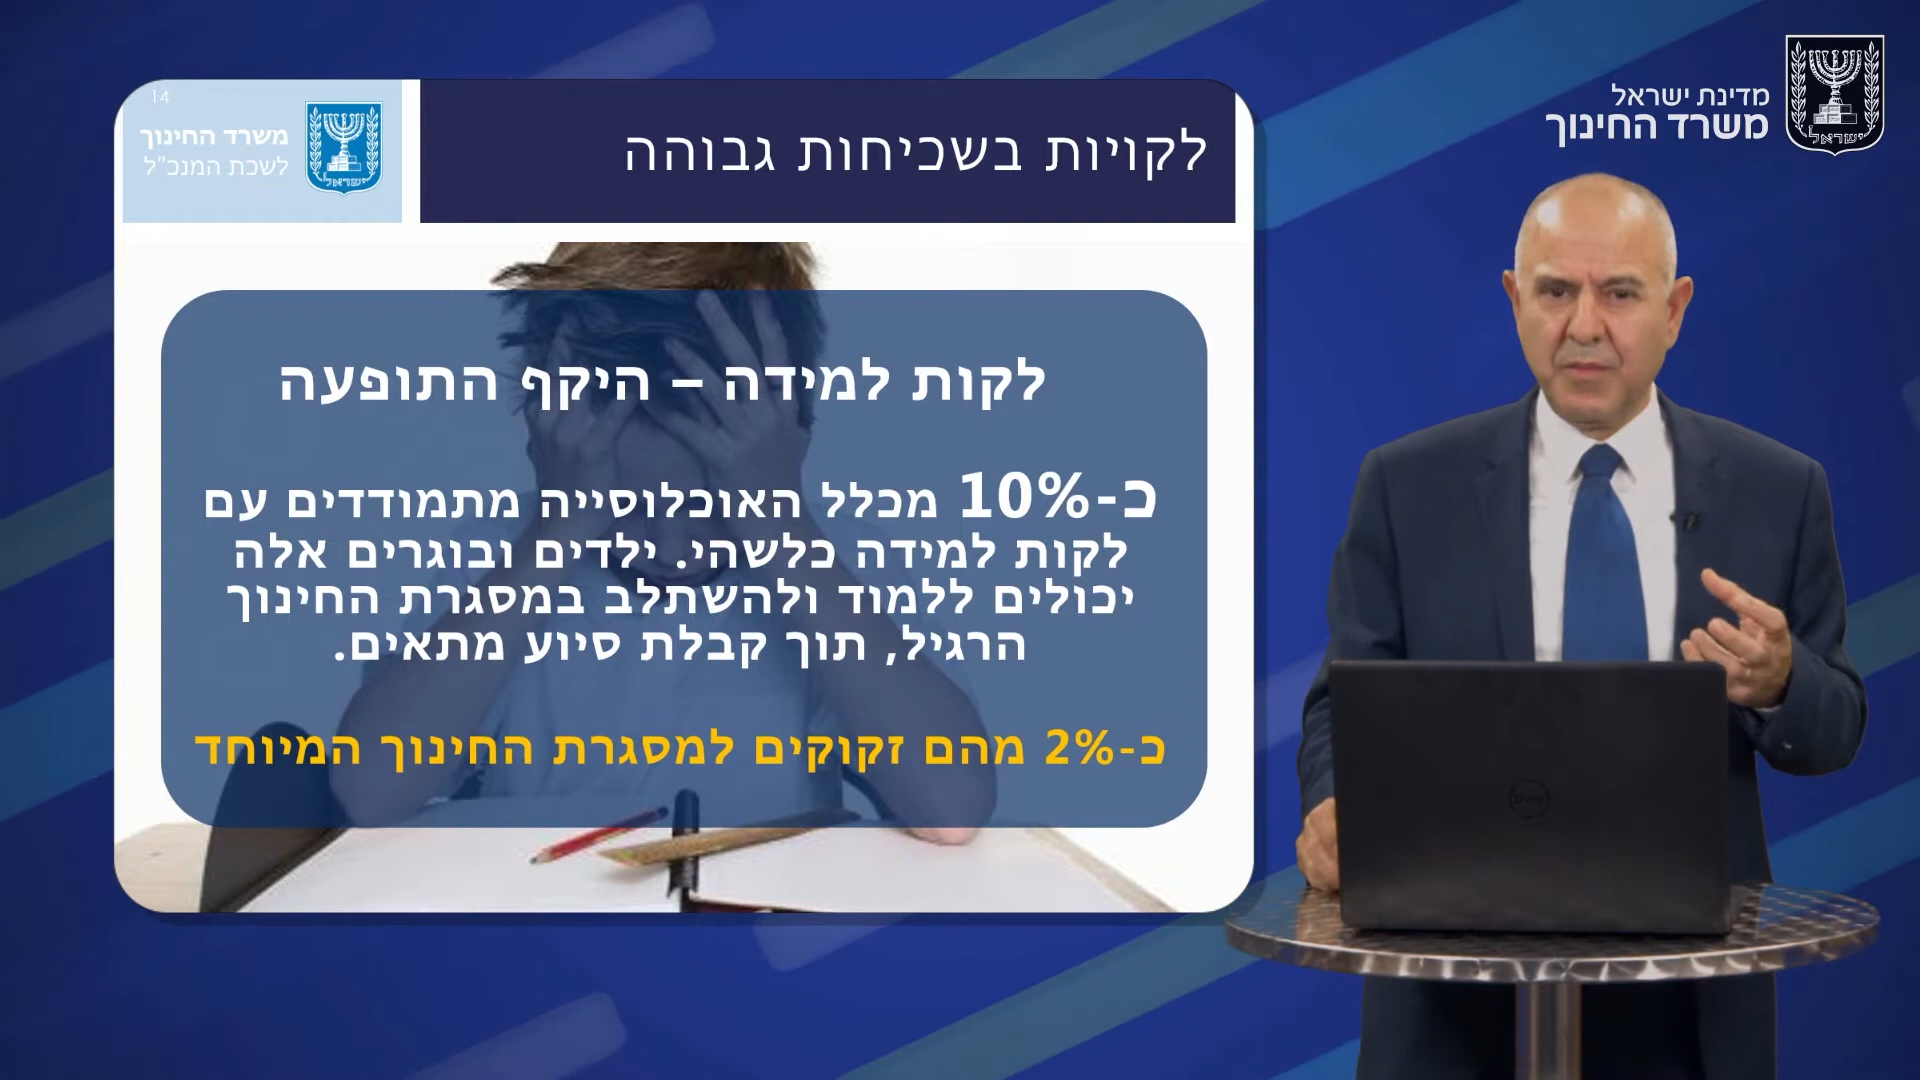 מדינת ישראל
משרד החינוך
ישראל
14
משרד החינוך
לשכת המנכ"ל
ישראל
לקויות בשכיחות גבוהה
לקות למידה – היקף התופעה
כ-10% מכלל האוכלוסייה מתמודדים עם
לקות למידה כלשהי. ילדים ובוגרים אלה
יכולים ללמוד ולהשתלב במסגרת החינוך
הרגיל, תוך קבלת סיוע מתאים.
כ-2% מהם זקוקים למסגרת החינוך המיוחד
DELL